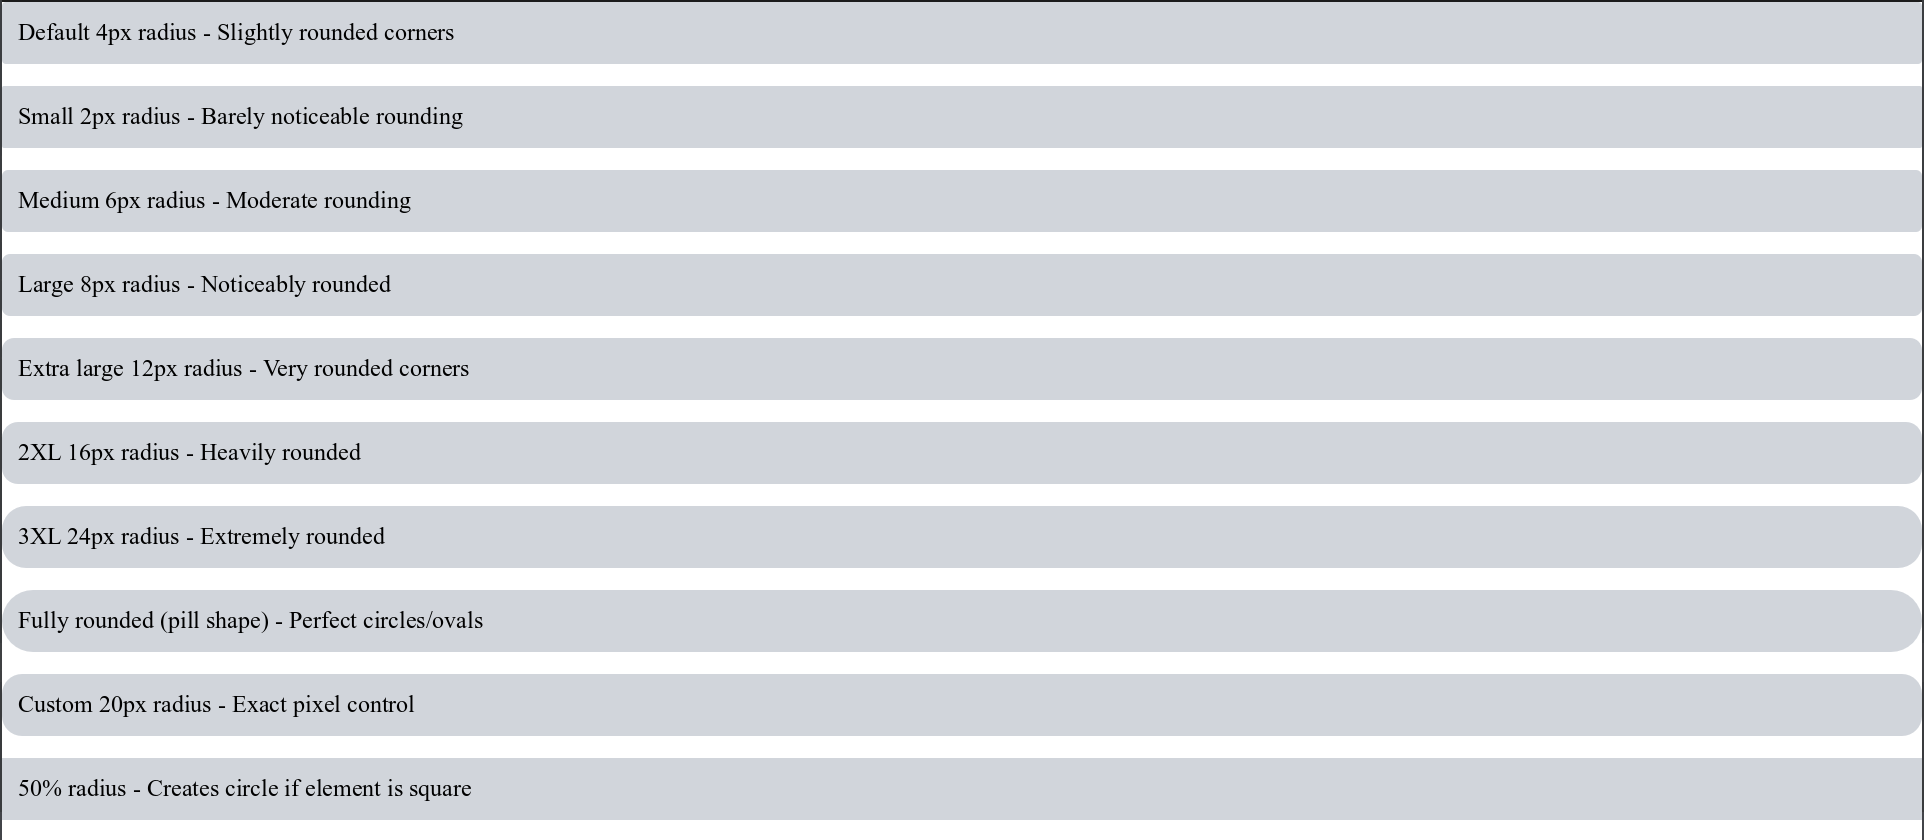 Default 4px radius - Slightly rounded corners
Small 2px radius - Barely noticeable rounding
Medium 6px radius - Moderate rounding
Large 8px radius - Noticeably rounded
Extra large 12px radius - Very rounded corners
2XL 16px radius - Heavily rounded
3XL 24px radius - Extremely rounded
Fully rounded (pill shape) - Perfect circles/ovals
Custom 20px radius - Exact pixel control
50% radius - Creates circle if element is square